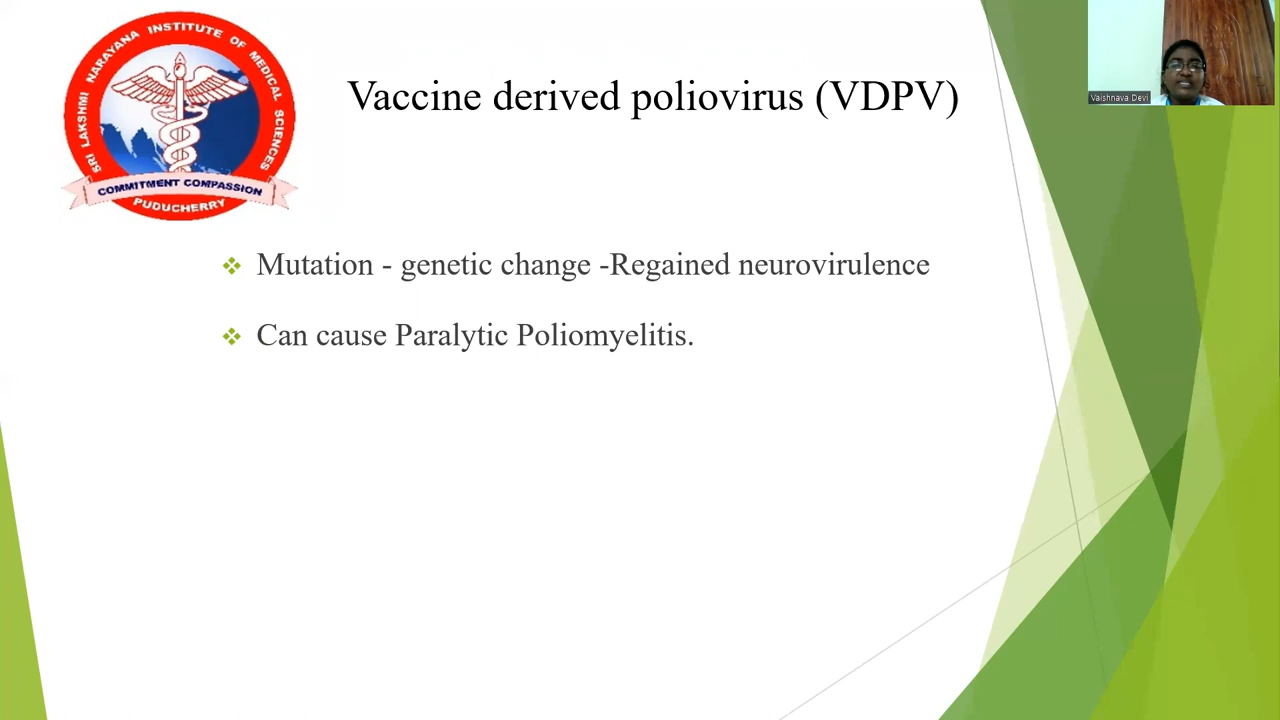 SRI LAKSHMI NARAYANA INSTITUTE OF MEDICAL SCIENCES
COMMITMENT COMPASSION
PUDUCHERRY
Vaccine derived poliovirus (VDPV)
Vaishnava Devi
Mutation - genetic change -Regained neurovirulence
Can cause Paralytic Poliomyelitis.